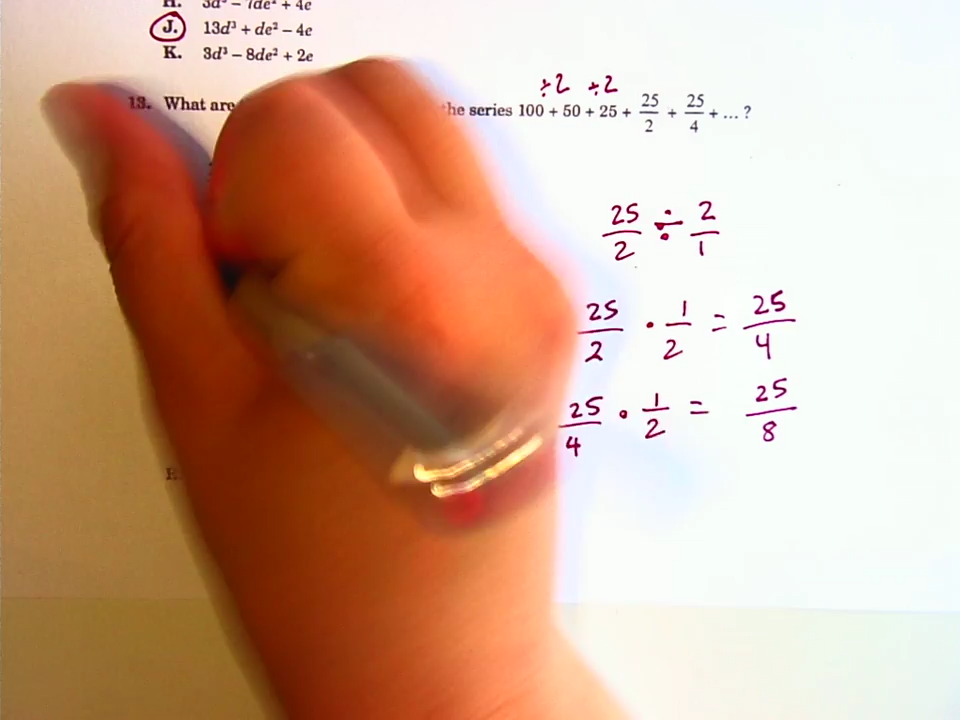 H. 3d³ − 7de² + 4e
J. 13d³ + de² − 4e
K. 3d³ − 8de² + 2e
÷2 ÷2
13. What are the series 100 + 50 + 25 + 25/2 + 25/4 + ... ?
25/2 ÷ 2/1
25/2 · 1/2 = 25/4
25/4 · 1/2 = 25/8